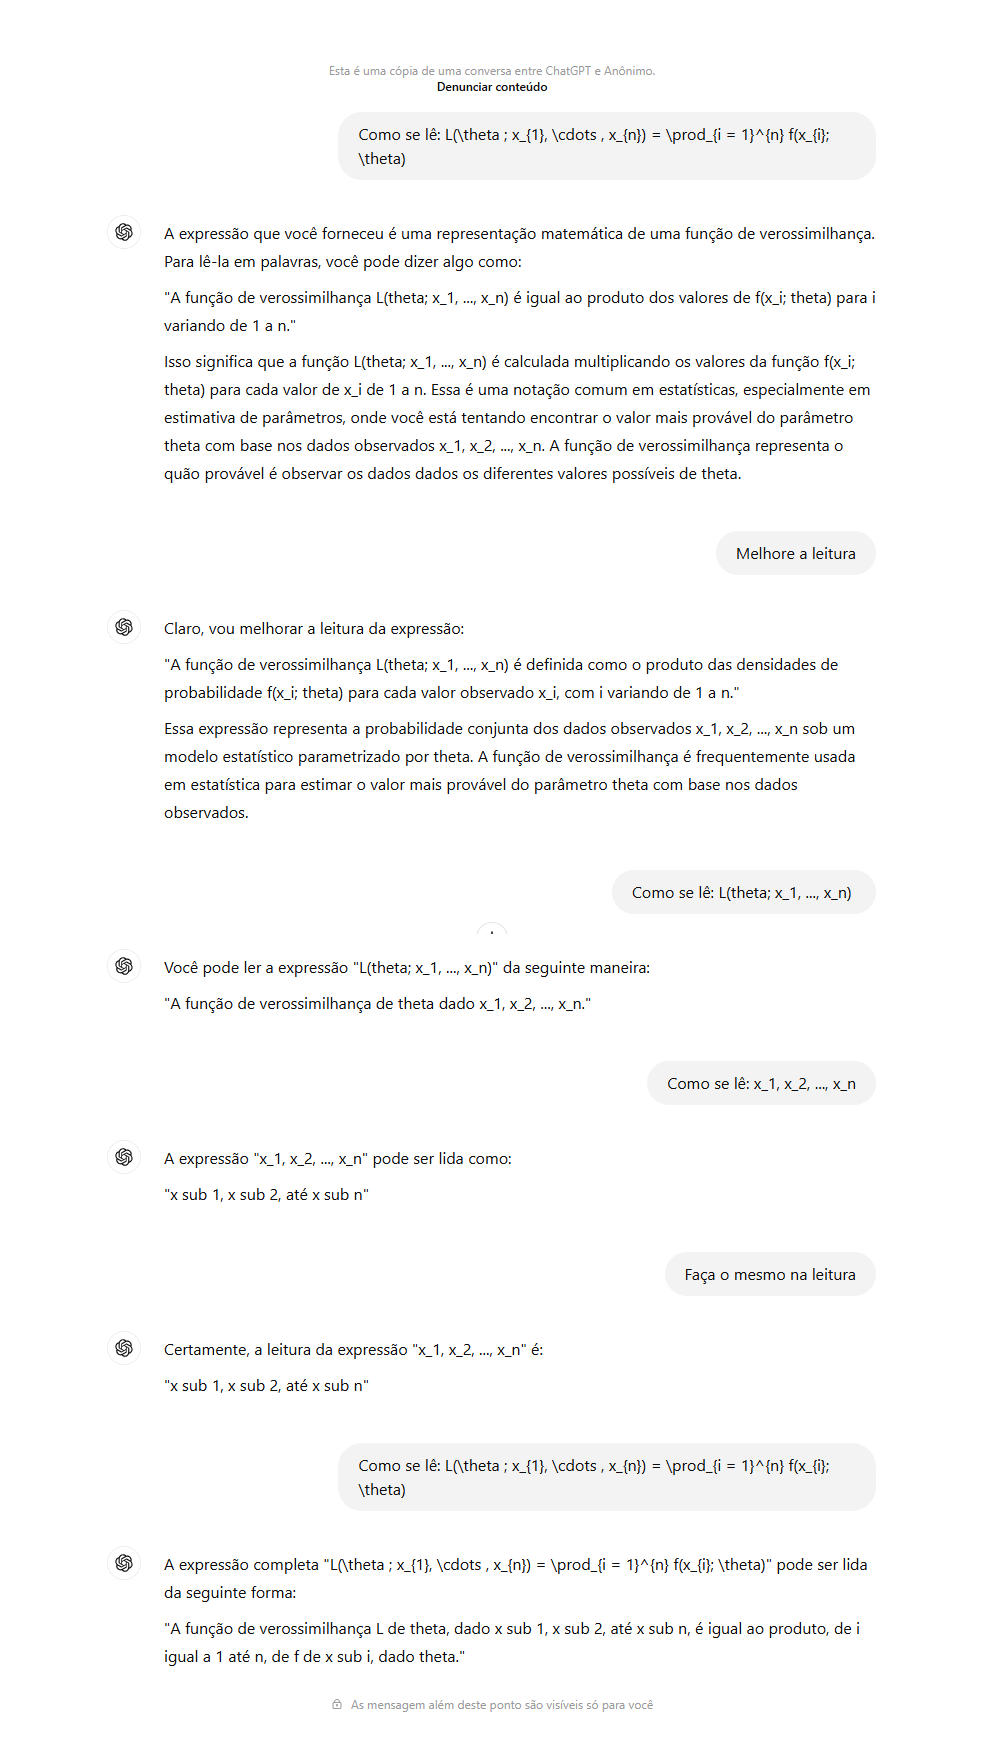 Esta é uma cópia de uma conversa entre ChatGPT e Anônimo.
Denunciar conteúdo
Como se lê: L(\theta ; x_{1}, \cdots , x_{n}) = \prod_{i = 1}^{n} f(x_{i};
\theta)
A expressão que você forneceu é uma representação matemática de uma função de verossimilhança.
Para lê-la em palavras, você pode dizer algo como:
"A função de verossimilhança L(theta; x_1, ..., x_n) é igual ao produto dos valores de f(x_i; theta) para i
variando de 1 a n."
Isso significa que a função L(theta; x_1, ..., x_n) é calculada multiplicando os valores da função f(x_i;
theta) para cada valor de x_i de 1 a n. Essa é uma notação comum em estatísticas, especialmente em
estimativa de parâmetros, onde você está tentando encontrar o valor mais provável do parâmetro
theta com base nos dados observados x_1, x_2, ..., x_n. A função de verossimilhança representa o
quão provável é observar os dados dados os diferentes valores possíveis de theta.
Melhore a leitura
Claro, vou melhorar a leitura da expressão:
"A função de verossimilhança L(theta; x_1, ..., x_n) é definida como o produto das densidades de
probabilidade f(x_i; theta) para cada valor observado x_i, com i variando de 1 a n."
Essa expressão representa a probabilidade conjunta dos dados observados x_1, x_2, ..., x_n sob um
modelo estatístico parametrizado por theta. A função de verossimilhança é frequentemente usada
em estatística para estimar o valor mais provável do parâmetro theta com base nos dados
observados.
Como se lê: L(theta; x_1, ..., x_n)
Você pode ler a expressão "L(theta; x_1, ..., x_n)" da seguinte maneira:
"A função de verossimilhança de theta dado x_1, x_2, ..., x_n."
Como se lê: x_1, x_2, ..., x_n
A expressão "x_1, x_2, ..., x_n" pode ser lida como:
"x sub 1, x sub 2, até x sub n"
Faça o mesmo na leitura
Certamente, a leitura da expressão "x_1, x_2, ..., x_n" é:
"x sub 1, x sub 2, até x sub n"
Como se lê: L(\theta ; x_{1}, \cdots , x_{n}) = \prod_{i = 1}^{n} f(x_{i};
\theta)
A expressão completa "L(\theta ; x_{1}, \cdots , x_{n}) = \prod_{i = 1}^{n} f(x_{i}; \theta)" pode ser lida
da seguinte forma:
"A função de verossimilhança L de theta, dado x sub 1, x sub 2, até x sub n, é igual ao produto, de i
igual a 1 até n, de f de x sub i, dado theta."
As mensagem além deste ponto são visíveis só para você